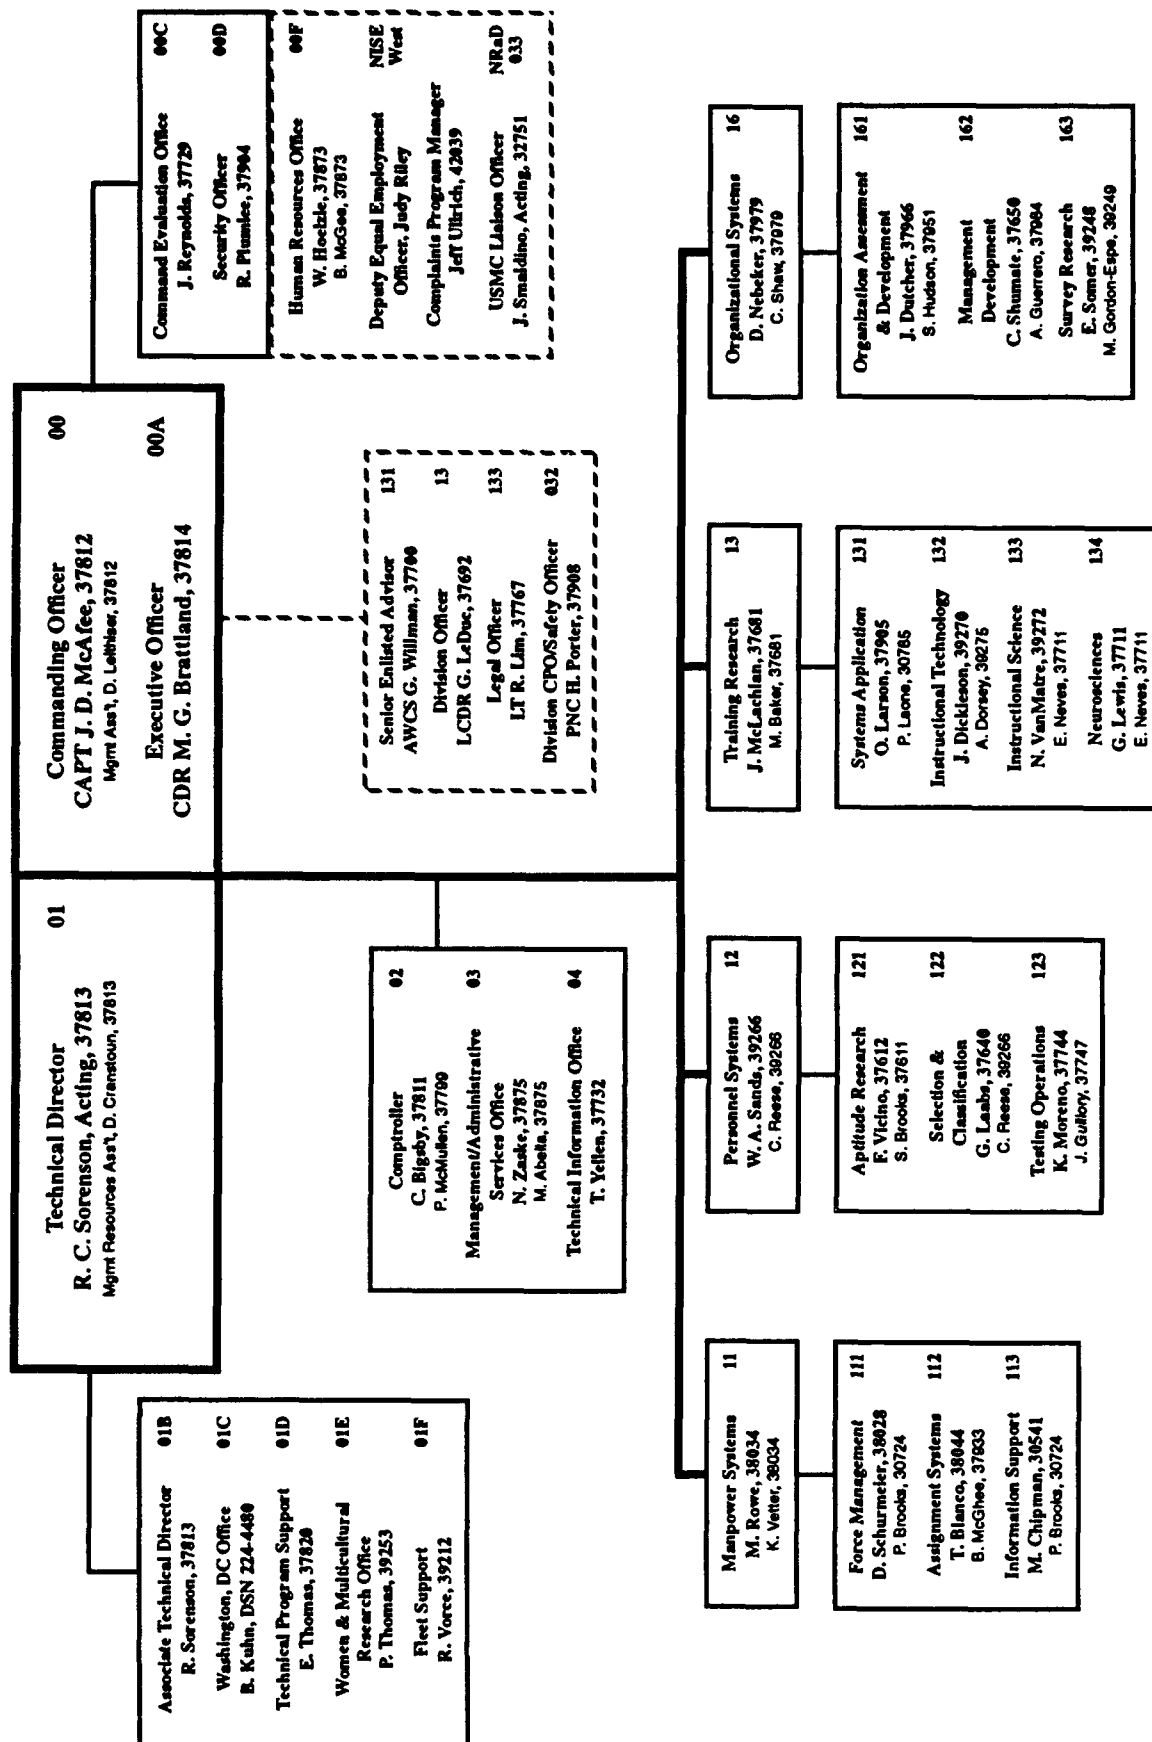 Technical Director 01
R. C. Sorenson, Acting, 37813
Mgmt Resources Ass't, D. Cranstoun, 37813
Commanding Officer 00
CAPT J. D. McAfee, 37812
Mgmt Ass't, D. Leithiser, 37812
Executive Officer 00A
CDR M. G. Brattland, 37814
Associate Technical Director 01B
R. Sorenson, 37813
Washington, DC Office 01C
B. Kuhn, DSN 224-4480
Technical Program Support 01D
E. Thomas, 37820
Women & Multicultural 01E
Research Office
P. Thomas, 39253
Fleet Support 01F
R. Vorce, 39212
Command Evaluation Office 00C
J. Reynolds, 37729
Security Officer 00D
R. Plumlee, 37904
Human Resources Office 00F
W. Hoetzle, 37873
B. McGee, 37873
Deputy Equal Employment NISE
Officer, Judy Riley West
Complaints Program Manager
Jeff Ullrich, 42039
USMC Liaison Officer NRaD
J. Smaldino, Acting, 32751 033
Senior Enlisted Advisor 131
AWCS G. Willman, 37700
Division Officer 13
LCDR G. LeDuc, 37692
Legal Officer 133
LT R. Lim, 37767
Division CPO/Safety Officer 032
PNC H. Porter, 37908
Comptroller 02
C. Bigsby, 37811
P. McMullen, 37799
Management/Administrative 03
Services Office
N. Zaske, 37875
M. Abeita, 37875
Technical Information Office 04
T. Yellen, 37732
Manpower Systems 11
M. Rowe, 38034
K. Vetter, 38034
Force Management 111
D. Schurmeier, 38028
P. Brooks, 30724
Assignment Systems 112
T. Blanco, 38044
B. McGhee, 37933
Information Support 113
M. Chipman, 30541
P. Brooks, 30724
Personnel Systems 12
W. A. Sands, 39266
C. Reese, 39266
Aptitude Research 121
F. Vicino, 37612
S. Brooks, 37611
Selection & 122
Classification
G. Laabs, 37640
C. Reese, 39266
Testing Operations 123
K. Moreno, 37744
J. Guillory, 37747
Training Research 13
J. McLachlan, 37681
M. Baker, 37681
Systems Application 131
O. Larson, 37905
P. Laone, 30785
Instructional Technology 132
J. Dickieson, 39270
A. Dorsey, 39275
Instructional Science 133
N. VanMatre, 39272
E. Neves, 37711
Neurosciences 134
G. Lewis, 37711
E. Neves, 37711
Organizational Systems 16
D. Nebeker, 37979
C. Shaw, 37979
Organization Assessment 161
& Development
J. Dutcher, 37966
S. Hudson, 37951
Management 162
Development
C. Shumate, 37650
A. Guerrero, 37984
Survey Research 163
E. Somer, 39248
M. Gordon-Espe, 39249